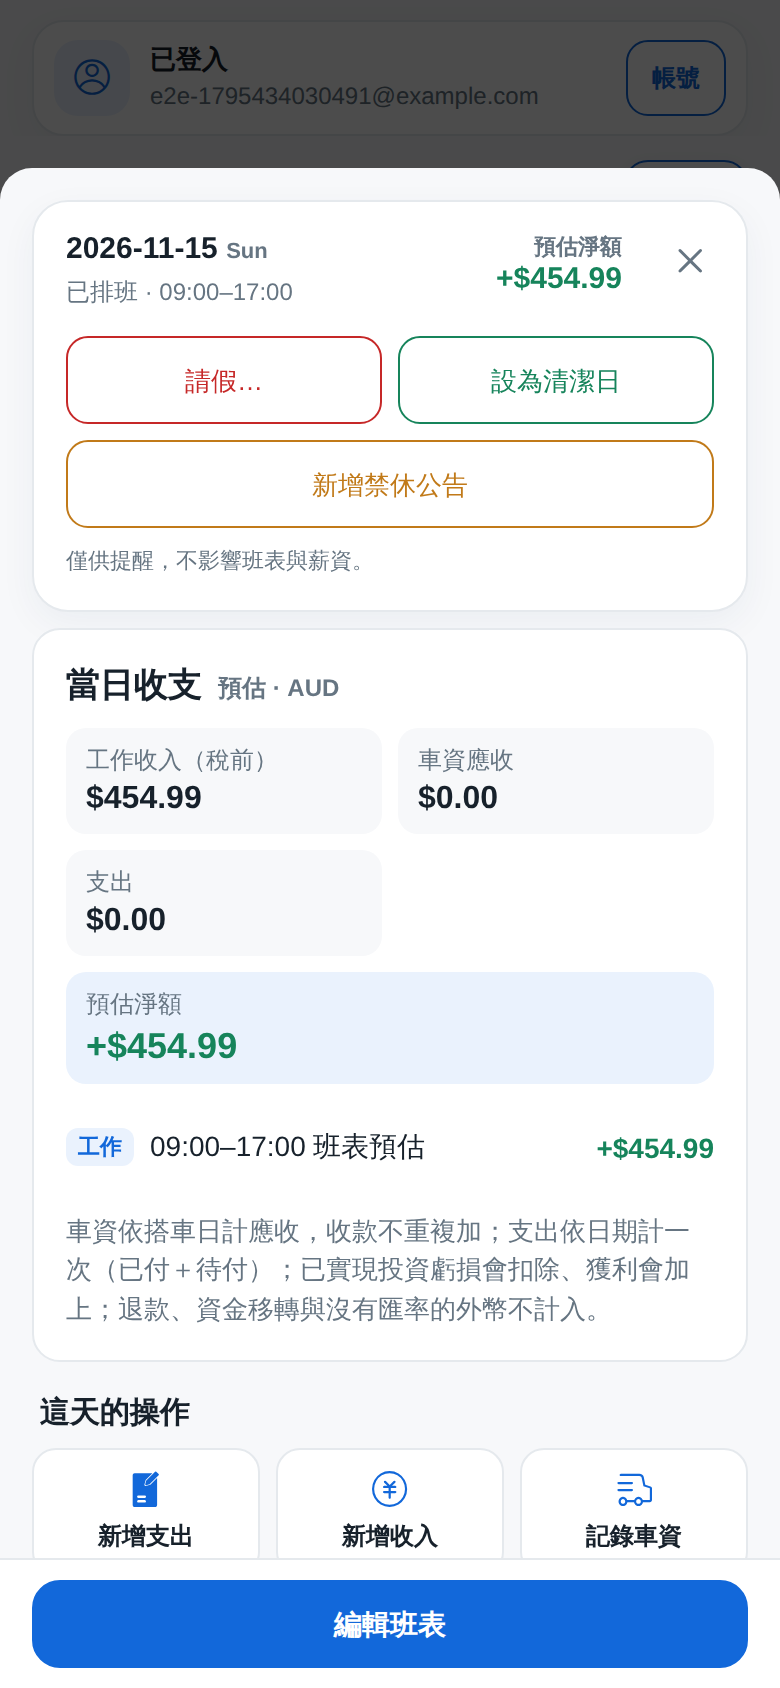 已登入
e2e-1795434030491@example.com
帳號
2026-11-15 Sun
已排班 · 09:00–17:00
預估淨額
+$454.99
請假…
設為清潔日
新增禁休公告
僅供提醒，不影響班表與薪資。
當日收支 預估 · AUD
工作收入（稅前）
$454.99
車資應收
$0.00
支出
$0.00
預估淨額
+$454.99
工作 09:00–17:00 班表預估 +$454.99
車資依搭車日計應收，收款不重複加；支出依日期計一
次（已付＋待付）；已實現投資虧損會扣除、獲利會加
上；退款、資金移轉與沒有匯率的外幣不計入。
這天的操作
新增支出
新增收入
記錄車資
編輯班表